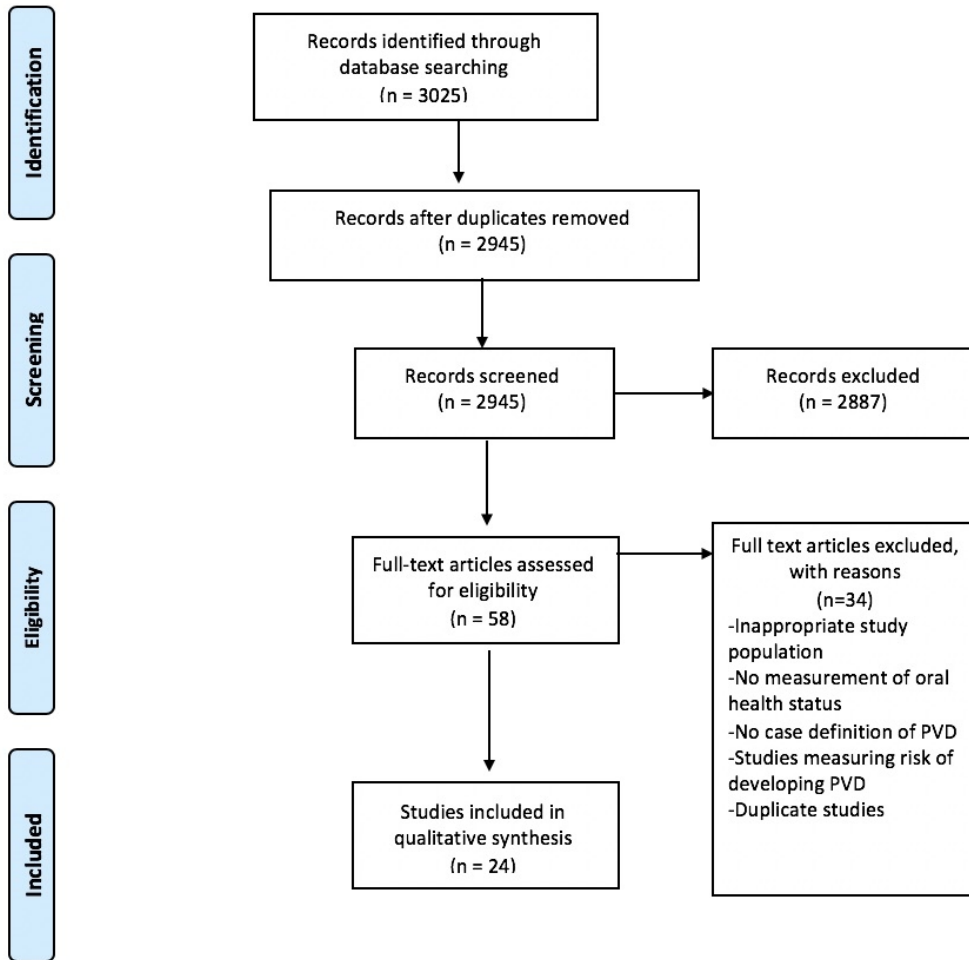 Identification
Records identified through
database searching
(n = 3025)
Records after duplicates removed
(n = 2945)
Screening
Records screened
(n = 2945)
Records excluded
(n = 2887)
Eligibility
Full-text articles assessed
for eligibility
(n = 58)
Full text articles excluded,
with reasons
(n=34)
-Inappropriate study
population
-No measurement of oral
health status
-No case definition of PVD
-Studies measuring risk of
developing PVD
-Duplicate studies
Included
Studies included in
qualitative synthesis
(n = 24)